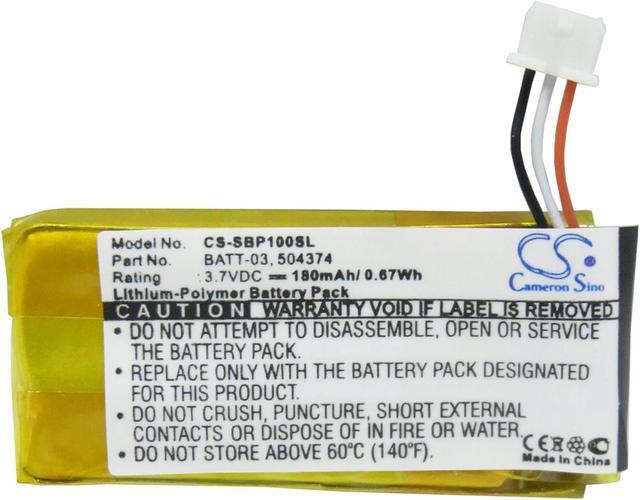 Model No. : CS-SBP100SL
Part No. : BATT-03, 504374
Rating : 3.7VDC ⎓ 180mAh/ 0.67Wh
Lithium-Polymer Battery Pack
CS
Cameron Sino
CAUTION WARRANTY VOID IF LABEL REMOVED
• DO NOT ATTEMPT TO DISASSEMBLE, OPEN OR SERVICE
THE BATTERY PACK.
• REPLACE ONLY WITH THE BATTERY PACK DESIGNATED
FOR THIS PRODUCT.
• DO NOT CRUSH, PUNCTURE, SHORT EXTERNAL
CONTACTS OR DISPOSE OF IN FIRE OR WATER.
• DO NOT STORE ABOVE 60°C (140°F).
CE
Made In China